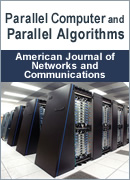 Parallel Computer and
Parallel Algorithms
American Journal of
Networks and
Communications